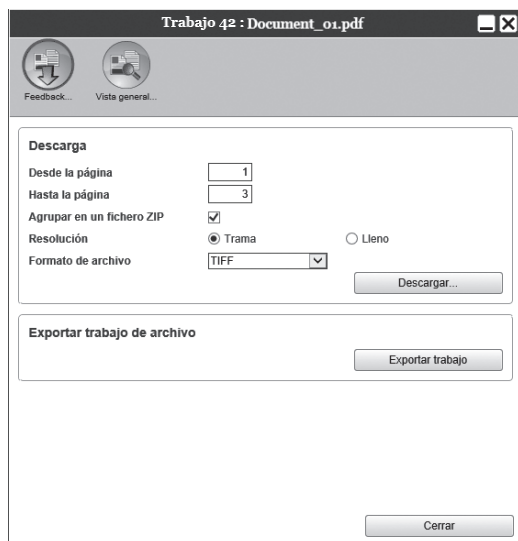 Trabajo 42 : Document_01.pdf
Feedback... Vista general...
Descarga
Desde la página 1
Hasta la página 3
Agrupar en un fichero ZIP
Resolución Trama Lleno
Formato de archivo TIFF
Descargar...
Exportar trabajo de archivo
Exportar trabajo
Cerrar